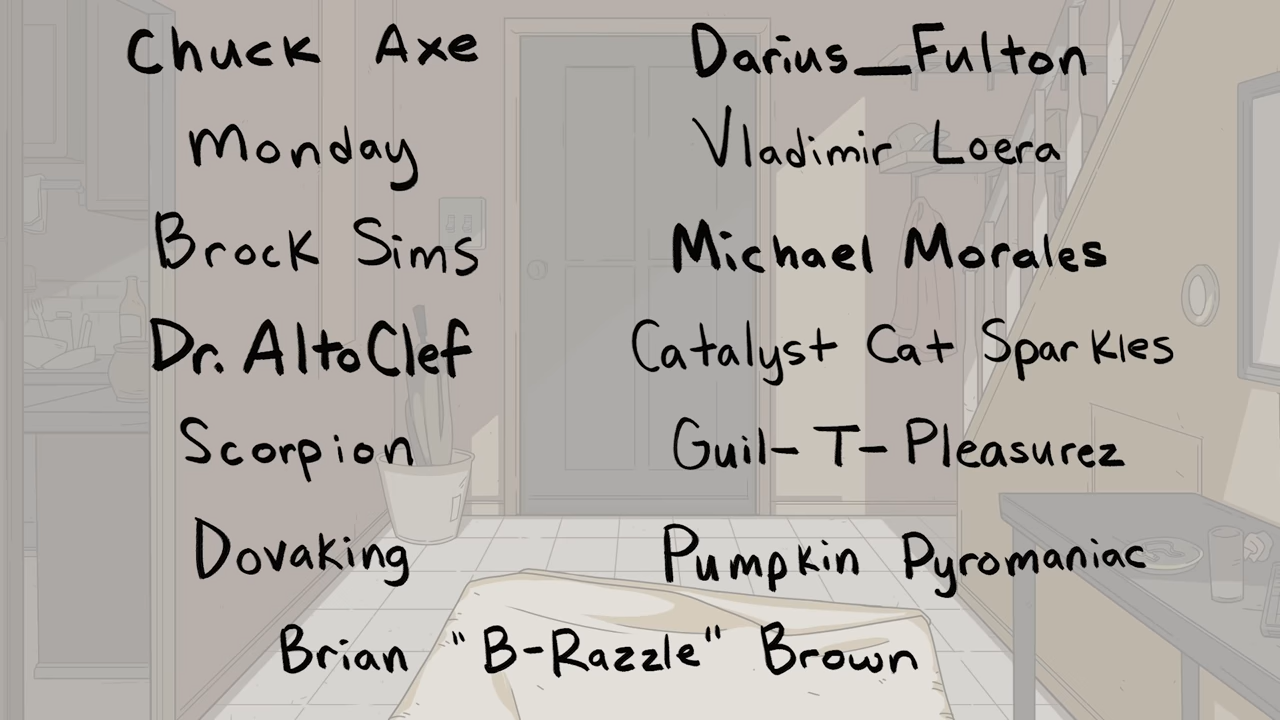 Chuck Axe
Darius_Fulton
Monday
Vladimir Loera
Brock Sims
Michael Morales
Dr. AltoClef
Catalyst Cat Sparkles
Scorpion
Guil-T-Pleasurez
Dovaking
Pumpkin Pyromaniac
Brian "B-Razzle" Brown